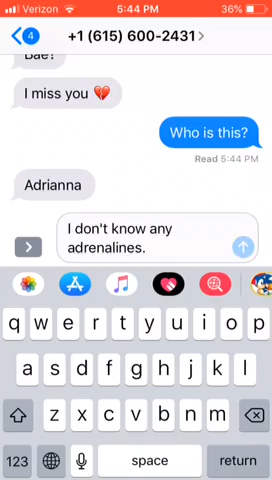 Verizon 5:44 PM 36%
4 +1 (615) 600-2431 >
Bae?
I miss you 💔
Who is this?
Read 5:44 PM
Adrianna
I don't know any
adrenalines.
q w e r t y u i o p
a s d f g h j k l
z x c v b n m
123 space return